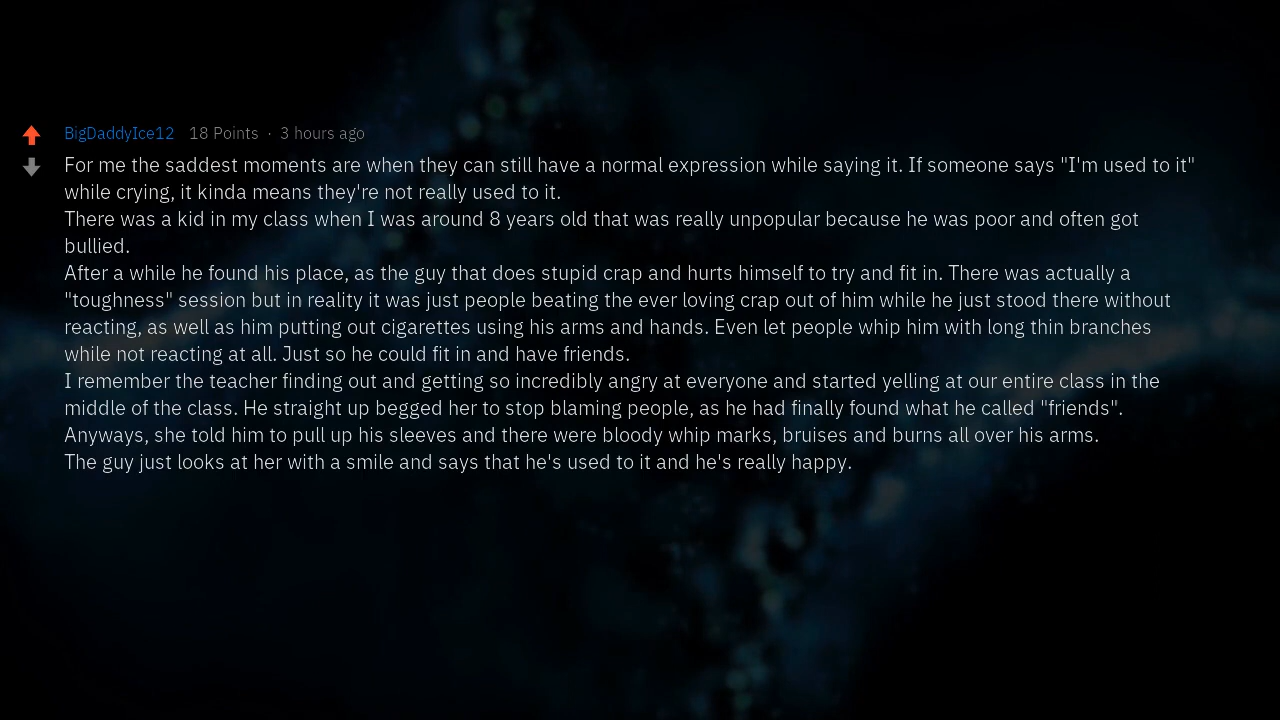 BigDaddyIce12 18 Points · 3 hours ago
For me the saddest moments are when they can still have a normal expression while saying it. If someone says "I'm used to it"
while crying, it kinda means they're not really used to it.
There was a kid in my class when I was around 8 years old that was really unpopular because he was poor and often got
bullied.
After a while he found his place, as the guy that does stupid crap and hurts himself to try and fit in. There was actually a
"toughness" session but in reality it was just people beating the ever loving crap out of him while he just stood there without
reacting, as well as him putting out cigarettes using his arms and hands. Even let people whip him with long thin branches
while not reacting at all. Just so he could fit in and have friends.
I remember the teacher finding out and getting so incredibly angry at everyone and started yelling at our entire class in the
middle of the class. He straight up begged her to stop blaming people, as he had finally found what he called "friends".
Anyways, she told him to pull up his sleeves and there were bloody whip marks, bruises and burns all over his arms.
The guy just looks at her with a smile and says that he's used to it and he's really happy.